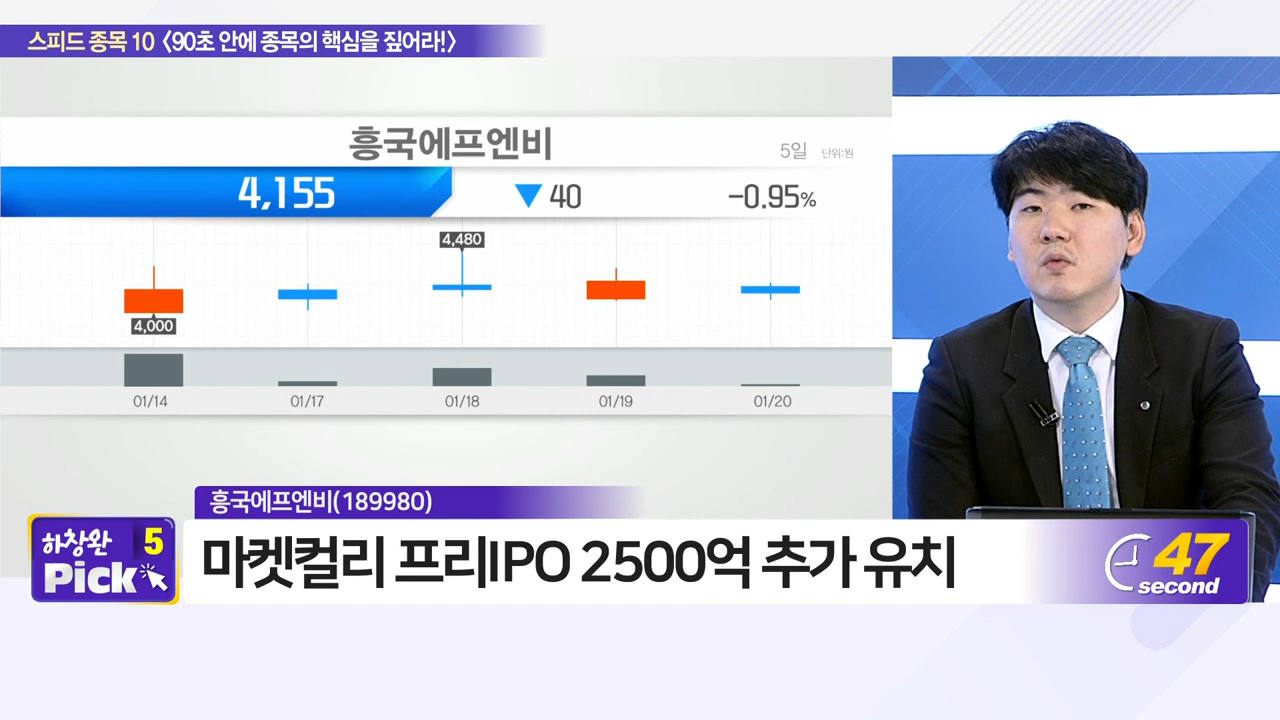 스피드 종목 10 〈90초 안에 종목의 핵심을 짚어라!〉
흥국에프엔비
5일 단위:원
4,155 ▼40 -0.95%
4,480
4,000
01/14 01/17 01/18 01/19 01/20
흥국에프엔비(189980)
하창완 5
Pick
마켓컬리 프리IPO 2500억 추가 유치
47
second